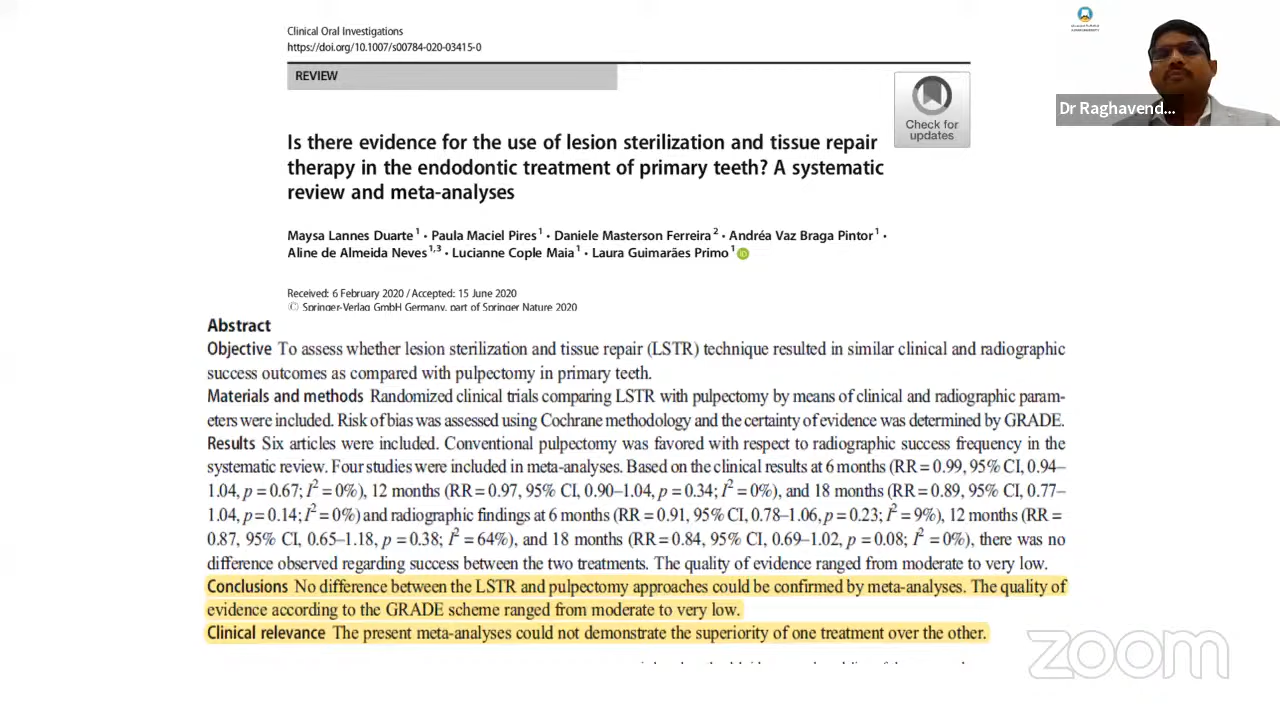 Clinical Oral Investigations
https://doi.org/10.1007/s00784-020-03415-0
REVIEW
Check for
updates
Dr Raghavend...
Is there evidence for the use of lesion sterilization and tissue repair
therapy in the endodontic treatment of primary teeth? A systematic
review and meta-analyses
Maysa Lannes Duarte 1 · Paula Maciel Pires 1 · Daniele Masterson Ferreira 2 · Andréa Vaz Braga Pintor 1 ·
Aline de Almeida Neves 1,3 · Lucianne Cople Maia 1 · Laura Guimarães Primo 1
Received: 6 February 2020 / Accepted: 15 June 2020
© Springer-Verlag GmbH Germany, part of Springer Nature 2020
Abstract
Objective To assess whether lesion sterilization and tissue repair (LSTR) technique resulted in similar clinical and radiographic
success outcomes as compared with pulpectomy in primary teeth.
Materials and methods Randomized clinical trials comparing LSTR with pulpectomy by means of clinical and radiographic param-
eters were included. Risk of bias was assessed using Cochrane methodology and the certainty of evidence was determined by GRADE.
Results Six articles were included. Conventional pulpectomy was favored with respect to radiographic success frequency in the
systematic review. Four studies were included in meta-analyses. Based on the clinical results at 6 months (RR = 0.99, 95% CI, 0.94–
1.04, p = 0.67; I² = 0%), 12 months (RR = 0.97, 95% CI, 0.90–1.04, p = 0.34; I² = 0%), and 18 months (RR = 0.89, 95% CI, 0.77–
1.04, p = 0.14; I² = 0%) and radiographic findings at 6 months (RR = 0.91, 95% CI, 0.78–1.06, p = 0.23; I² = 9%), 12 months (RR =
0.87, 95% CI, 0.65–1.18, p = 0.38; I² = 64%), and 18 months (RR = 0.84, 95% CI, 0.69–1.02, p = 0.08; I² = 0%), there was no
difference observed regarding success between the two treatments. The quality of evidence ranged from moderate to very low.
Conclusions No difference between the LSTR and pulpectomy approaches could be confirmed by meta-analyses. The quality of
evidence according to the GRADE scheme ranged from moderate to very low.
Clinical relevance The present meta-analyses could not demonstrate the superiority of one treatment over the other.
zoom